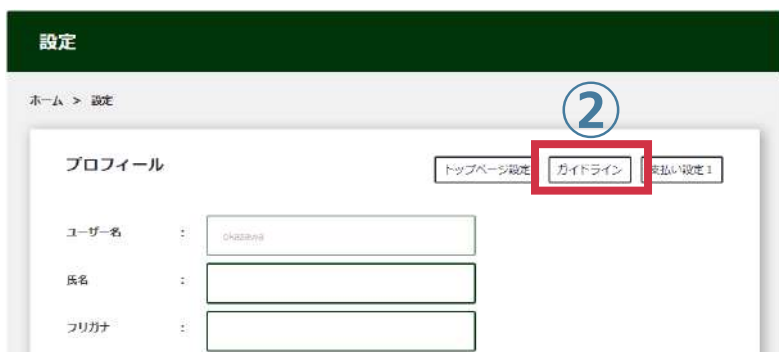 設定
ホーム > 設定
②
プロフィール
トップページ設定 ガイドライン 支払い設定1
ユーザー名 : okazawa
氏名 :
フリガナ :